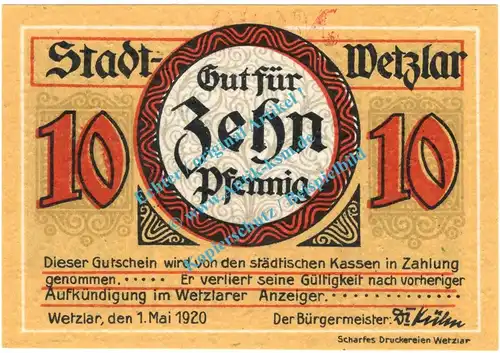 Stadt- Wetzlar
Gut für
10 Zehn 10
Pfennig
Dieser Gutschein wird von den städtischen Kassen in Zahlung
genommen. ..... Er verliert seine Gültigkeit nach vorheriger
Aufkündigung im Wetzlarer Anzeiger. ....
Wetzlar, den 1. Mai 1920 Der Bürgermeister: Dr. Kühn
Scharfes Druckereien Wetzlar